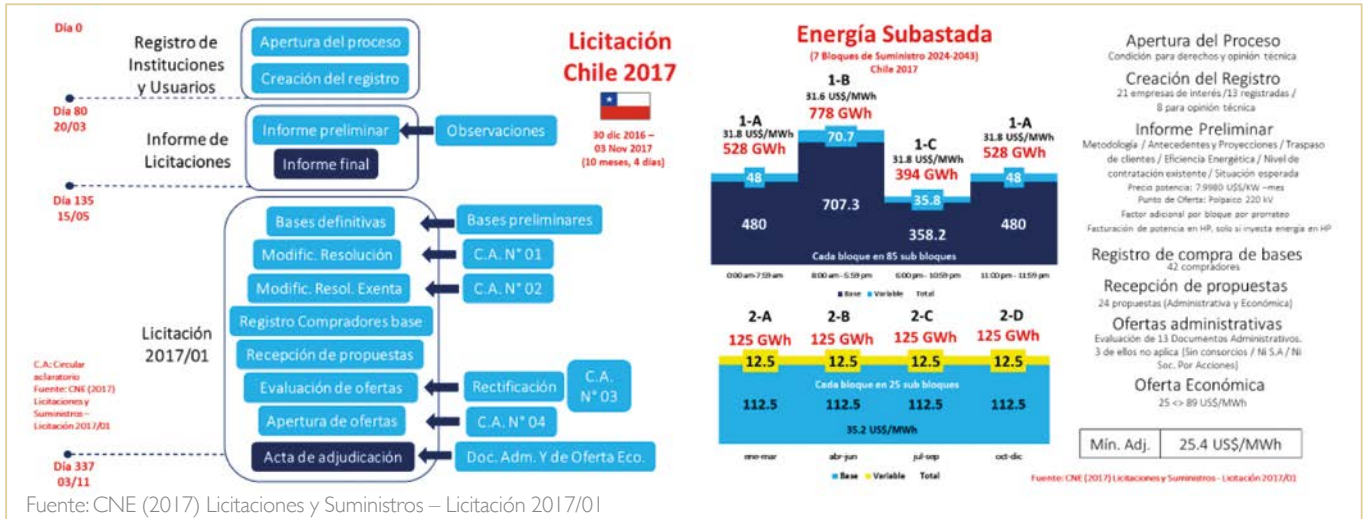 Día 0
Registro de
Instituciones
y Usuarios
Apertura del proceso
Creación del registro
Día 80
20/03
Informe de
Licitaciones
Informe preliminar
Observaciones
Informe final
Día 135
15/05
Licitación
2017/01
Bases definitivas
Bases preliminares
Modific. Resolución
C.A. N° 01
Modific. Resol. Exenta
C.A. N° 02
Registro Compradores base
Recepción de propuestas
Evaluación de ofertas
Rectificación
C.A.
N° 03
Apertura de ofertas
C.A. N° 04
Acta de adjudicación
Doc. Adm. Y de Oferta Eco.
C.A: Circular
aclaratorio
Fuente: CNE (2017)
Licitaciones y
Suministros –
Licitación 2017/01
Día 337
03/11
Licitación
Chile 2017
30 dic 2016 –
03 Nov 2017
(10 meses, 4 días)
Energía Subastada
(7 Bloques de Suministro 2024-2043)
Chile 2017
1-A
31.8 US$/MWh
528 GWh
48
480
1-B
31.6 US$/MWh
778 GWh
70.7
707.3
1-C
31.8 US$/MWh
394 GWh
35.8
358.2
1-A
31.8 US$/MWh
528 GWh
48
480
Cada bloque en 85 sub bloques
0:00 am-7:59 am
8:00 am - 5:59 pm
6:00 pm - 10:59 pm
11:00 pm - 11:59 pm
Base Variable Total
2-A 2-B 2-C 2-D
125 GWh 125 GWh 125 GWh 125 GWh
12.5 12.5 12.5 12.5
Cada bloque en 25 sub bloques
112.5 112.5 112.5 112.5
35.2 US$/MWh
ene-mar abr-jun jul-sep oct-dic
Base Variable Total
Apertura del Proceso
Condición para derechos y opinión técnica
Creación del Registro
21 empresas de interés /13 registradas /
8 para opinión técnica
Informe Preliminar
Metodología / Antecedentes y Proyecciones / Traspaso
de clientes / Eficiencia Energética / Nivel de
contratación existente / Situación esperada
Precio potencia: 7.9980 US$/KW –mes
Punto de Oferta: Polpaico 220 kV
Factor adicional por bloque por prorrateo
Facturación de potencia en HP, solo si inyecta energía en HP
Registro de compra de bases
42 compradores
Recepción de propuestas
24 propuestas (Administrativa y Económica)
Ofertas administrativas
Evaluación de 13 Documentos Administrativos.
3 de ellos no aplica (Sin consorcios / Ni S.A / Ni
Soc. Por Acciones)
Oferta Económica
25 <> 89 US$/MWh
Mín. Adj. 25.4 US$/MWh
Fuente: CNE (2017) Licitaciones y Suministros - Licitación 2017/01
Fuente: CNE (2017) Licitaciones y Suministros – Licitación 2017/01